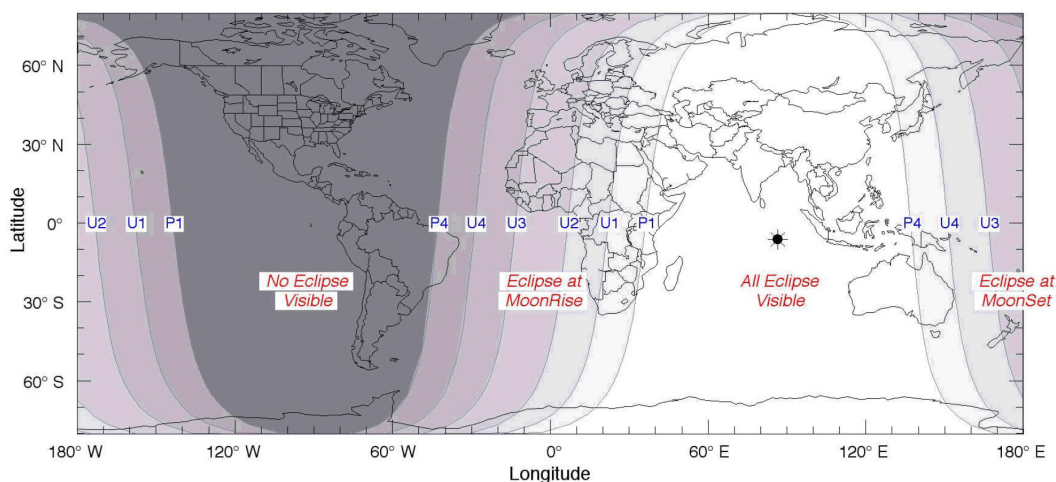 60° N
30° N
0°
30° S
60° S
Latitude
U2 U1 P1 P4 U4 U3 U2 U1 P1 P4 U4 U3
No Eclipse
Visible
Eclipse at
MoonRise
All Eclipse
Visible
Eclipse at
MoonSet
180° W 120° W 60° W 0° 60° E 120° E 180° E
Longitude